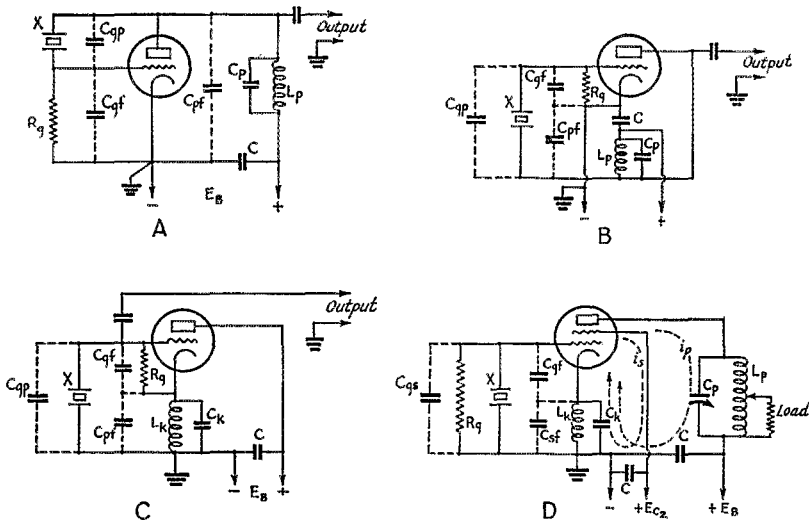 X
Cgp
Output
Cp
Lp
Rg
Cgf
Cpf
C
−
EB
+
A
Output
Cgp
X
Cgf
Rg
Cpf
C
Lp
Cp
−
+
B
Output
Cgp
X
Cgf
Rg
Cpf
Lk
Ck
C
−
EB
+
C
Cgs
Rg
X
Cgf
Csf
Lk
Ck
is
ip
Cp
Lp
Load
C
C
−
+EC2
+EB
D